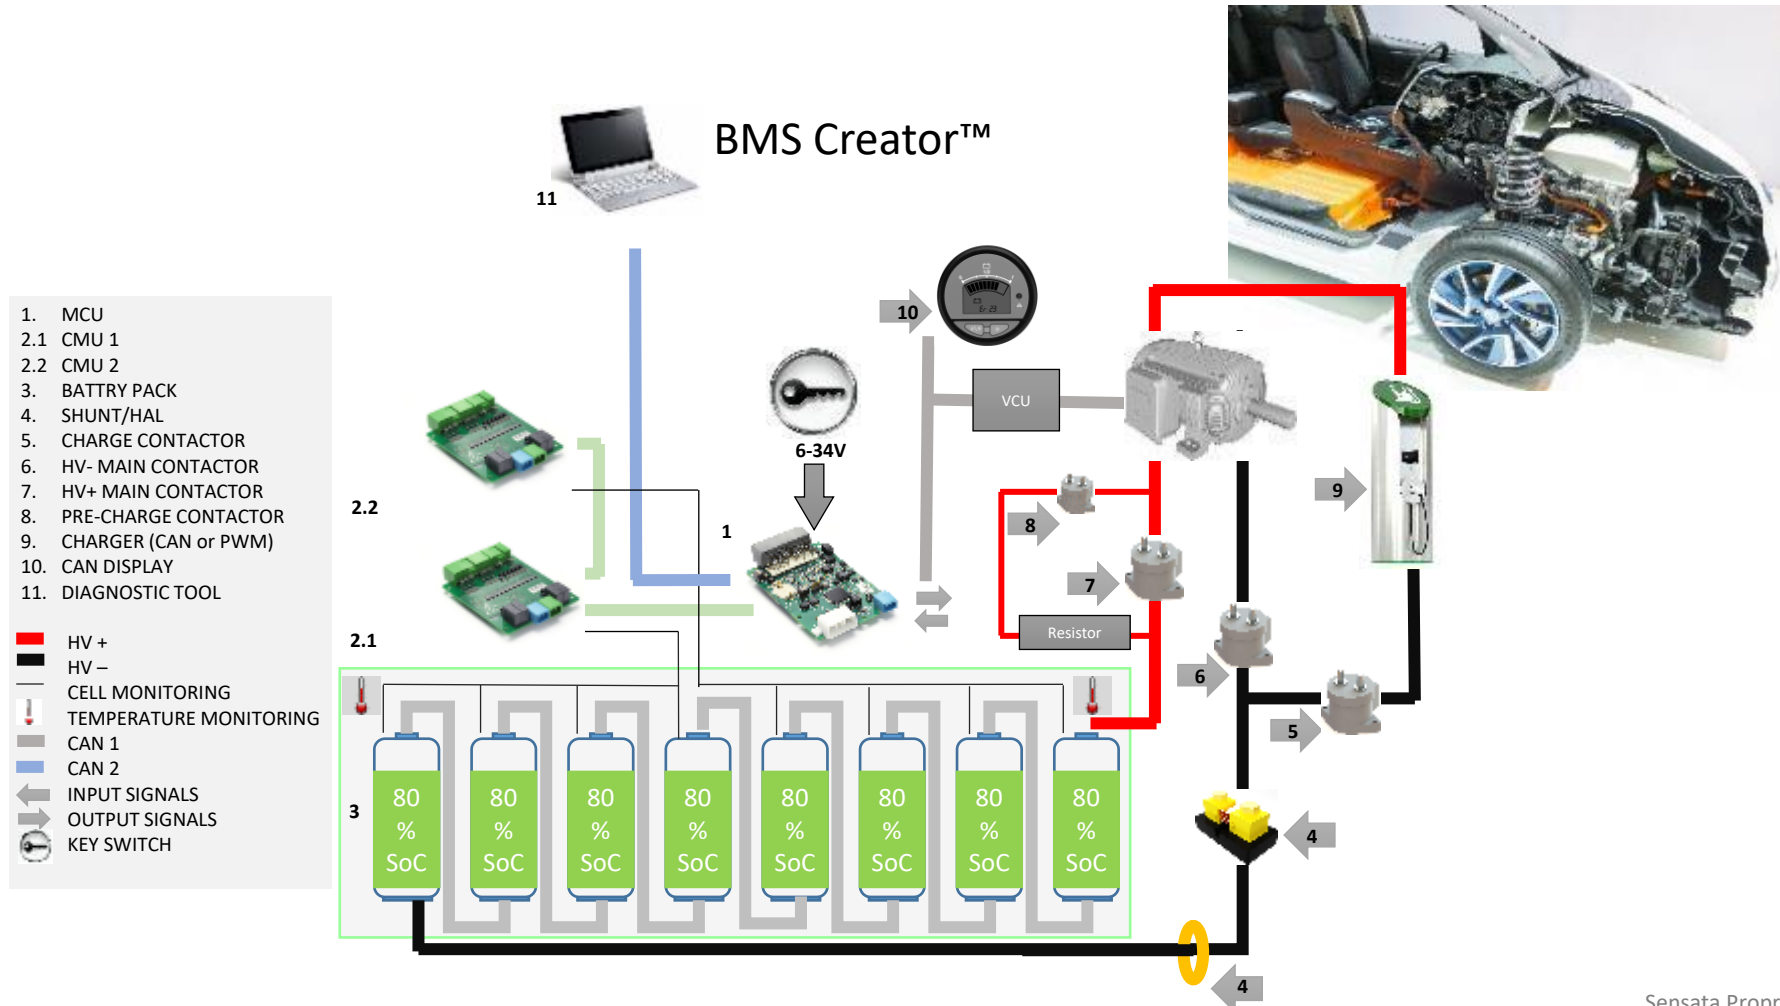 BMS Creator™
11
1. MCU
2.1 CMU 1
2.2 CMU 2
3. BATTRY PACK
4. SHUNT/HAL
5. CHARGE CONTACTOR
6. HV- MAIN CONTACTOR
7. HV+ MAIN CONTACTOR
8. PRE-CHARGE CONTACTOR
9. CHARGER (CAN or PWM)
10. CAN DISPLAY
11. DIAGNOSTIC TOOL
HV +
HV –
CELL MONITORING
TEMPERATURE MONITORING
CAN 1
CAN 2
INPUT SIGNALS
OUTPUT SIGNALS
KEY SWITCH
10
VCU
6-34V
2.2
1
8
9
7
Resistor
2.1
6
5
3
80
%
SoC
80
%
SoC
80
%
SoC
80
%
SoC
80
%
SoC
80
%
SoC
80
%
SoC
80
%
SoC
4
4
Sensata Propr